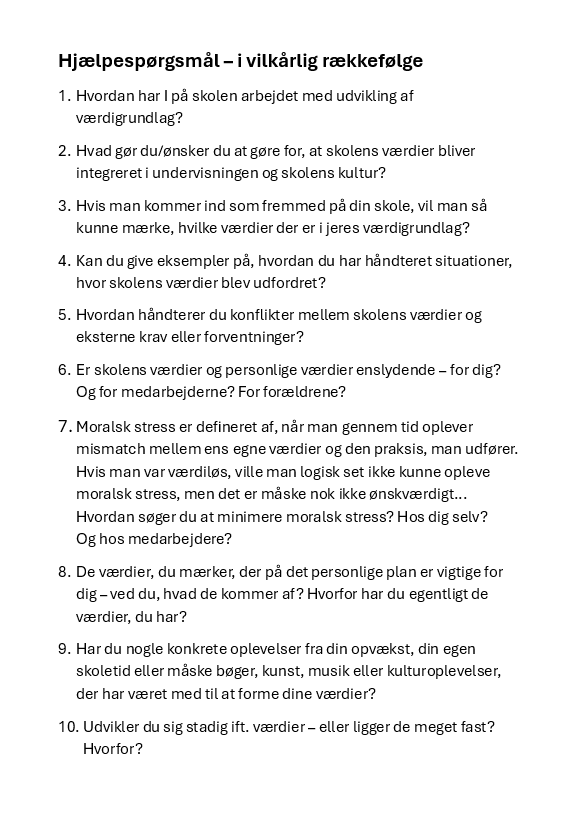 Hjælpespørgsmål – i vilkårlig rækkefølge
1. Hvordan har I på skolen arbejdet med udvikling af
værdigrundlag?
2. Hvad gør du/ønsker du at gøre for, at skolens værdier bliver
integreret i undervisningen og skolens kultur?
3. Hvis man kommer ind som fremmed på din skole, vil man så
kunne mærke, hvilke værdier der er i jeres værdigrundlag?
4. Kan du give eksempler på, hvordan du har håndteret situationer,
hvor skolens værdier blev udfordret?
5. Hvordan håndterer du konflikter mellem skolens værdier og
eksterne krav eller forventninger?
6. Er skolens værdier og personlige værdier enslydende – for dig?
Og for medarbejderne? For forældrene?
7. Moralsk stress er defineret af, når man gennem tid oplever
mismatch mellem ens egne værdier og den praksis, man udfører.
Hvis man var værdiløs, ville man logisk set ikke kunne opleve
moralsk stress, men det er måske nok ikke ønskværdigt...
Hvordan søger du at minimere moralsk stress? Hos dig selv?
Og hos medarbejdere?
8. De værdier, du mærker, der på det personlige plan er vigtige for
dig – ved du, hvad de kommer af? Hvorfor har du egentligt de
værdier, du har?
9. Har du nogle konkrete oplevelser fra din opvækst, din egen
skoletid eller måske bøger, kunst, musik eller kulturoplevelser,
der har været med til at forme dine værdier?
10. Udvikler du sig stadig ift. værdier – eller ligger de meget fast?
Hvorfor?